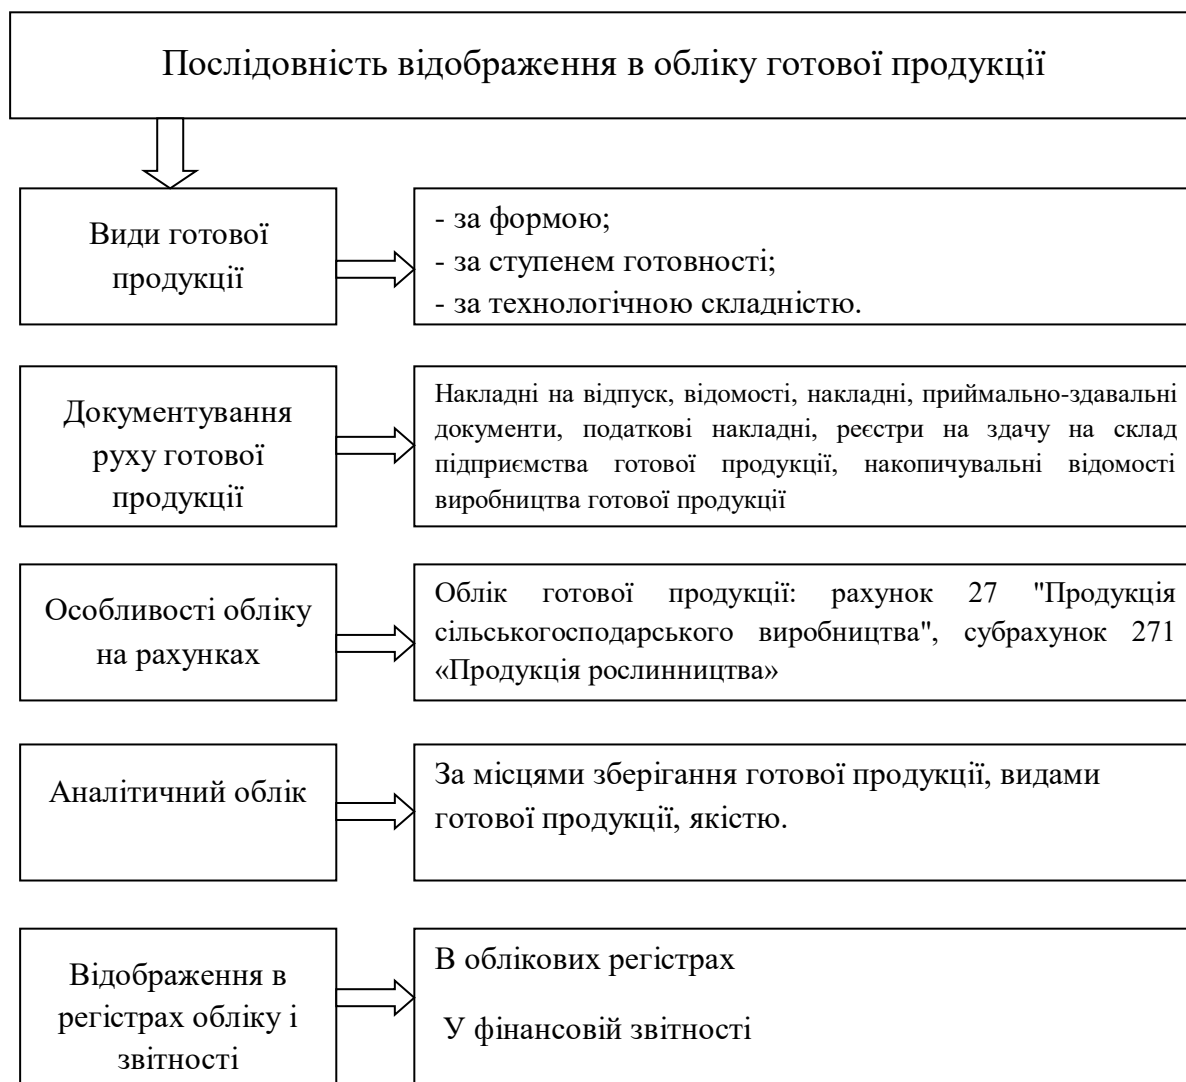 Послідовність відображення в обліку готової продукції
Види готової
продукції
- за формою;
- за ступенем готовності;
- за технологічною складністю.
Документування
руху готової
продукції
Накладні на відпуск, відомості, накладні, приймально-здавальні
документи, податкові накладні, реєстри на здачу на склад
підприємства готової продукції, накопичувальні відомості
виробництва готової продукції
Особливості обліку
на рахунках
Облік готової продукції: рахунок 27 "Продукція
сільськогосподарського виробництва", субрахунок 271
«Продукція рослинництва»
Аналітичний облік
За місцями зберігання готової продукції, видами
готової продукції, якістю.
Відображення в
регістрах обліку і
звітності
В облікових регістрах
У фінансовій звітності